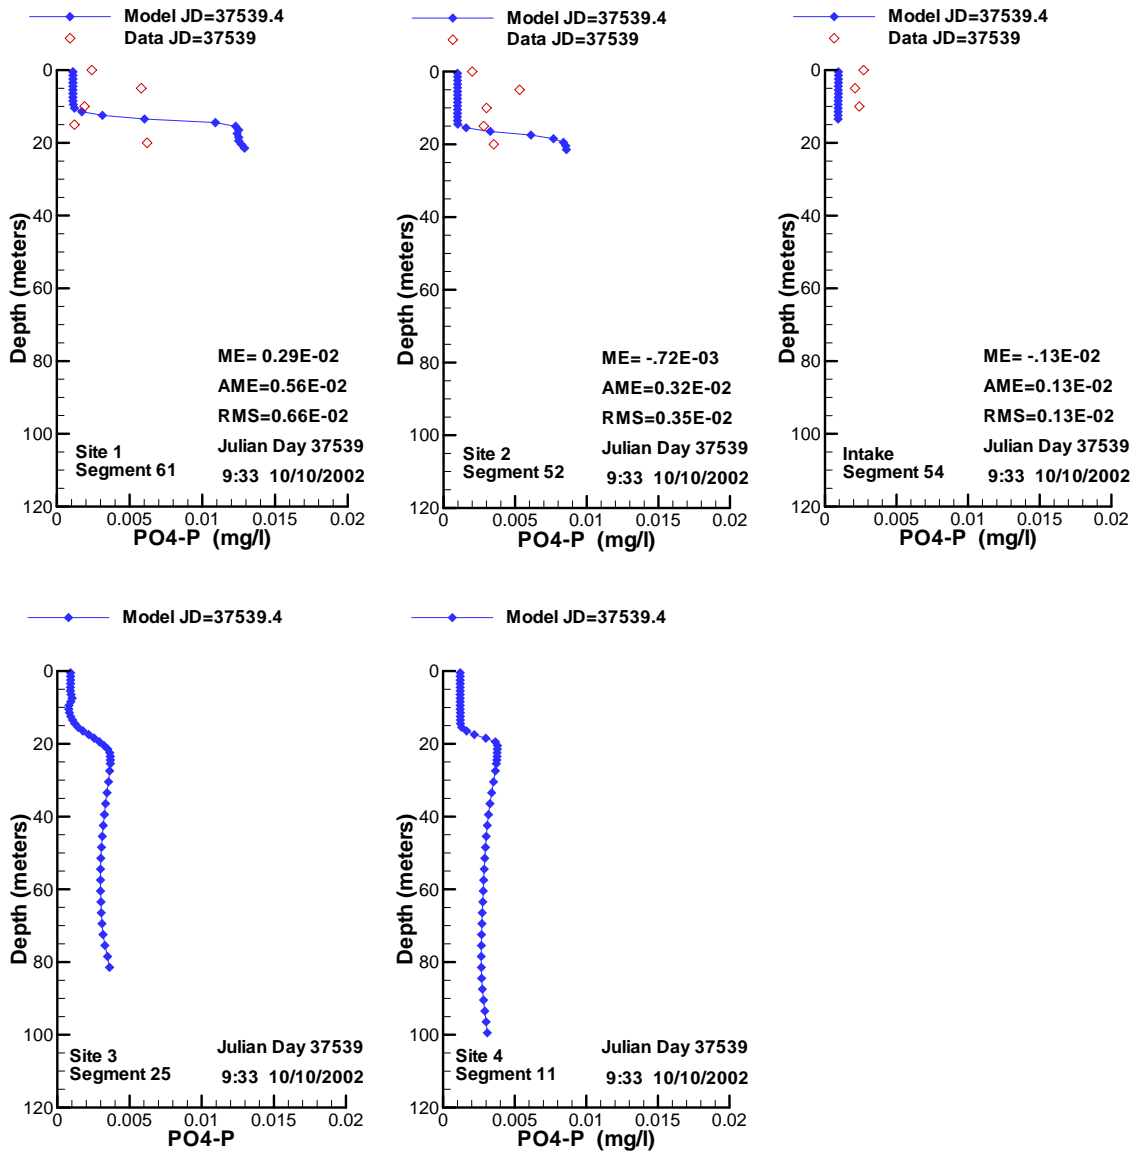 Model JD=37539.4
Data JD=37539
0
20
40
60
80
100
120
Depth (meters)
ME= 0.29E-02
AME=0.56E-02
RMS=0.66E-02
Julian Day 37539
9:33 10/10/2002
Site 1
Segment 61
0 0.005 0.01 0.015 0.02
PO4-P (mg/l)
Model JD=37539.4
Data JD=37539
0
20
40
60
80
100
120
Depth (meters)
ME= -.72E-03
AME=0.32E-02
RMS=0.35E-02
Julian Day 37539
9:33 10/10/2002
Site 2
Segment 52
0 0.005 0.01 0.015 0.02
PO4-P (mg/l)
Model JD=37539.4
Data JD=37539
0
20
40
60
80
100
120
Depth (meters)
ME= -.13E-02
AME=0.13E-02
RMS=0.13E-02
Julian Day 37539
9:33 10/10/2002
Intake
Segment 54
0 0.005 0.01 0.015 0.02
PO4-P (mg/l)
Model JD=37539.4
0
20
40
60
80
100
120
Depth (meters)
Julian Day 37539
9:33 10/10/2002
Site 3
Segment 25
0 0.005 0.01 0.015 0.02
PO4-P
Model JD=37539.4
0
20
40
60
80
100
120
Depth (meters)
Julian Day 37539
9:33 10/10/2002
Site 4
Segment 11
0 0.005 0.01 0.015 0.02
PO4-P (mg/l)